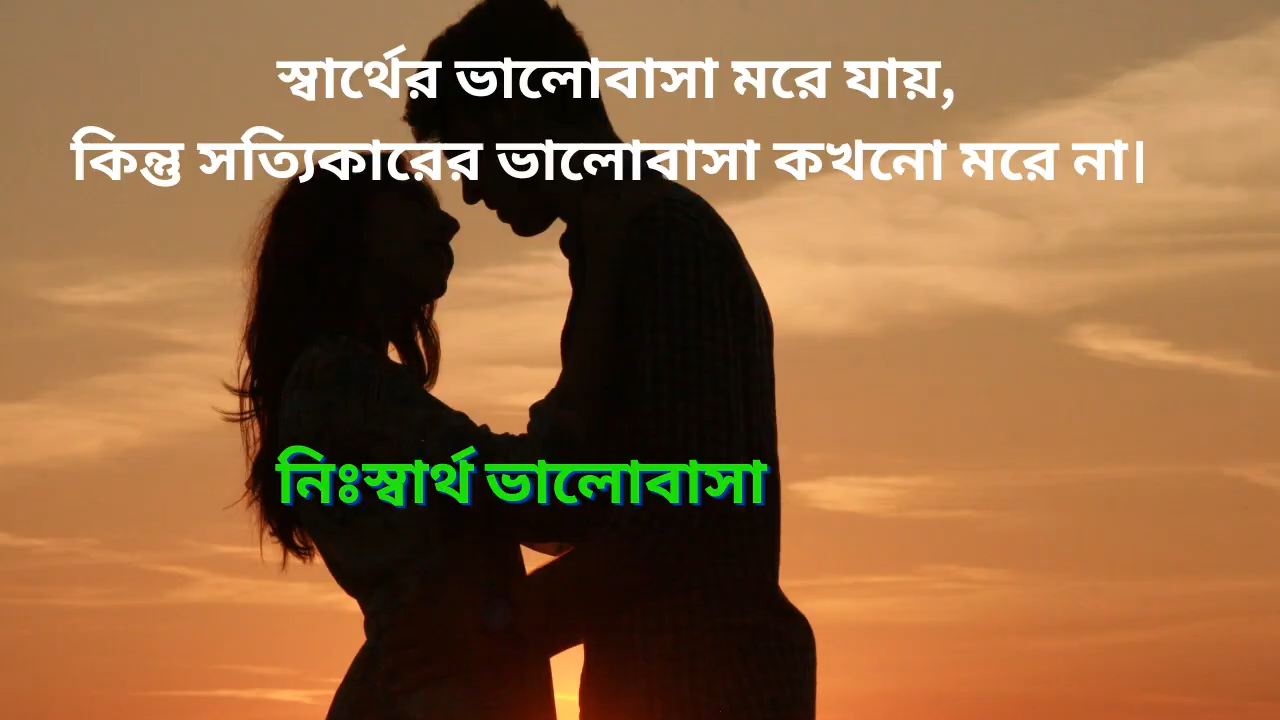 স্বার্থের ভালোবাসা মরে যায়,
কিন্তু সত্যিকারের ভালোবাসা কখনো মরে না।
নিঃস্বার্থ ভালোবাসা